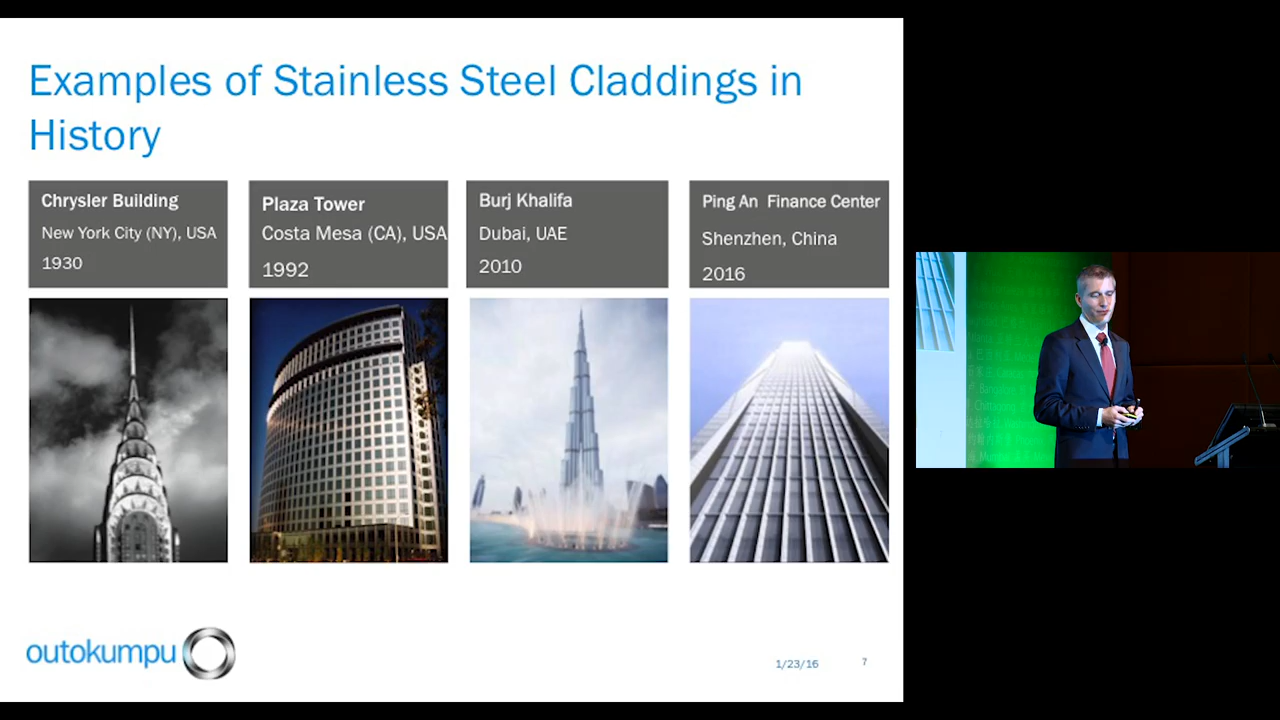 Examples of Stainless Steel Claddings in
History
Chrysler Building
New York City (NY), USA
1930
Plaza Tower
Costa Mesa (CA), USA
1992
Burj Khalifa
Dubai, UAE
2010
Ping An Finance Center
Shenzhen, China
2016
outokumpu
1/23/16
7